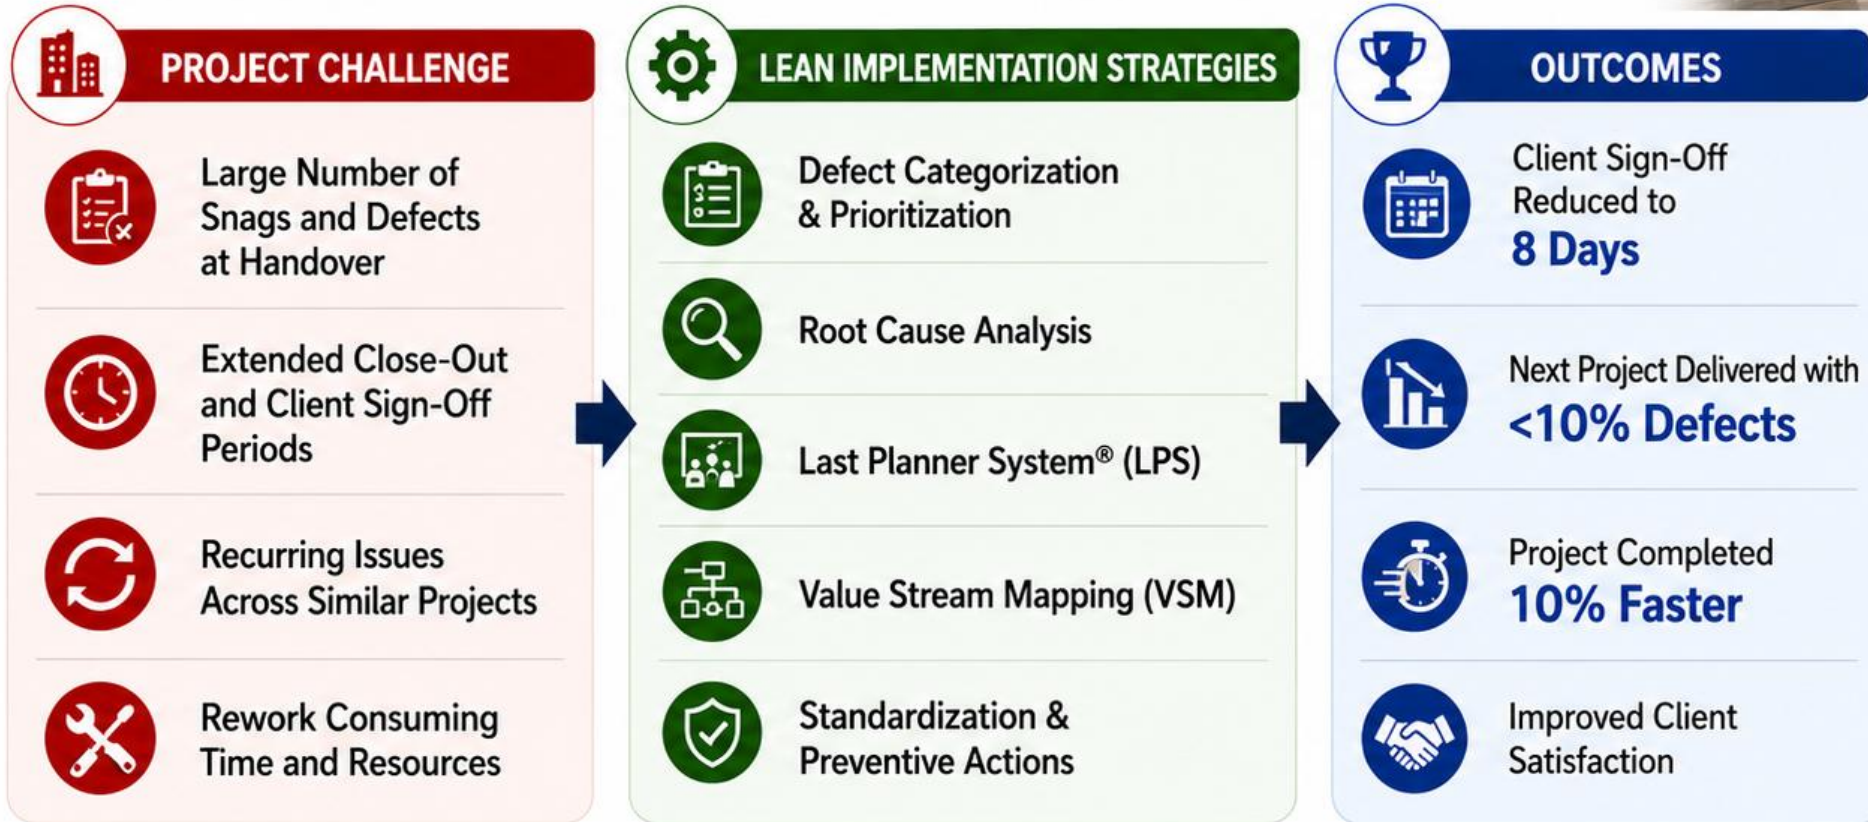 PROJECT CHALLENGE
Large Number of
Snags and Defects
at Handover
Extended Close-Out
and Client Sign-Off
Periods
Recurring Issues
Across Similar Projects
Rework Consuming
Time and Resources
LEAN IMPLEMENTATION STRATEGIES
Defect Categorization
& Prioritization
Root Cause Analysis
Last Planner System® (LPS)
Value Stream Mapping (VSM)
Standardization &
Preventive Actions
OUTCOMES
Client Sign-Off
Reduced to
8 Days
Next Project Delivered with
<10% Defects
Project Completed
10% Faster
Improved Client
Satisfaction